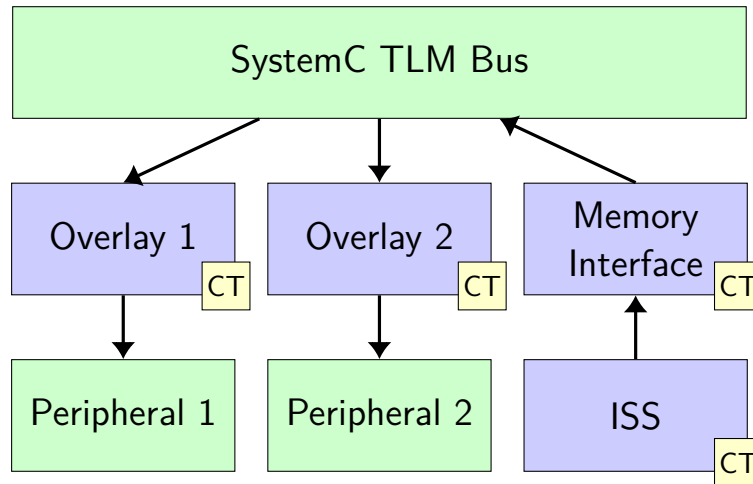 SystemC TLM Bus
Overlay 1
CT
Overlay 2
CT
Memory
Interface
CT
Peripheral 1
Peripheral 2
ISS
CT